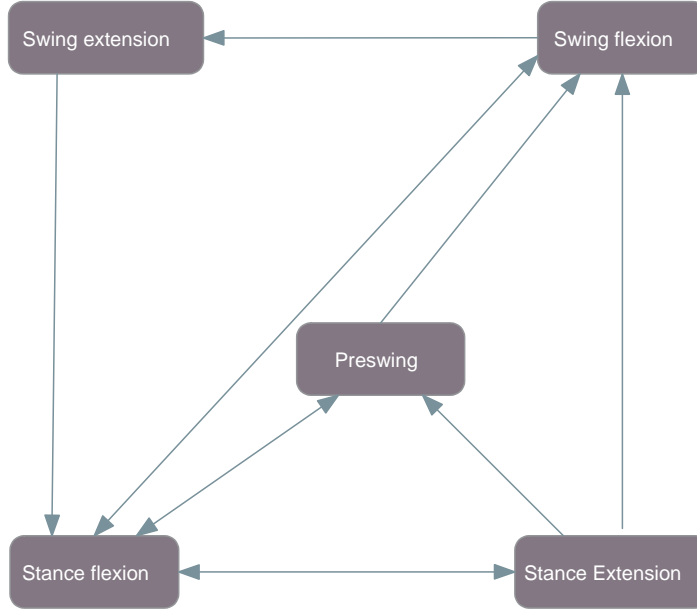 Swing extension
Swing flexion
Preswing
Stance flexion
Stance Extension